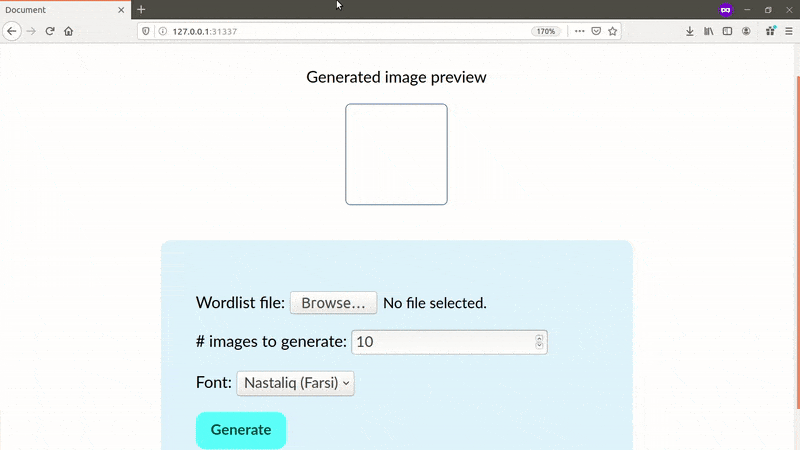 Document
127.0.0.1:31337
170%
Generated image preview
Wordlist file: Browse... No file selected.
# images to generate: 10
Font: Nastaliq (Farsi)
Generate